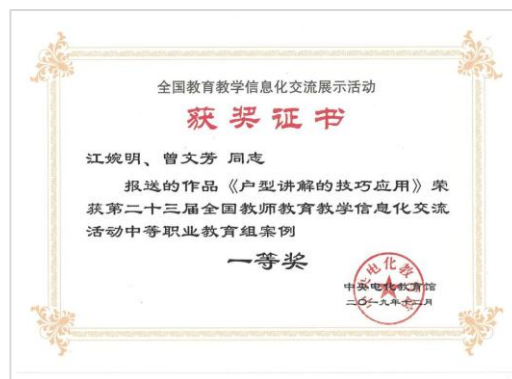 全国教育教学信息化交流展示活动
获奖证书
江婉明、曾文芳 同志
报送的作品《户型讲解的技巧应用》荣
获第二十三届全国教师教育教学信息化交流
活动中等职业教育组案例
一等奖
中央电化教育馆
二〇一九年十二月